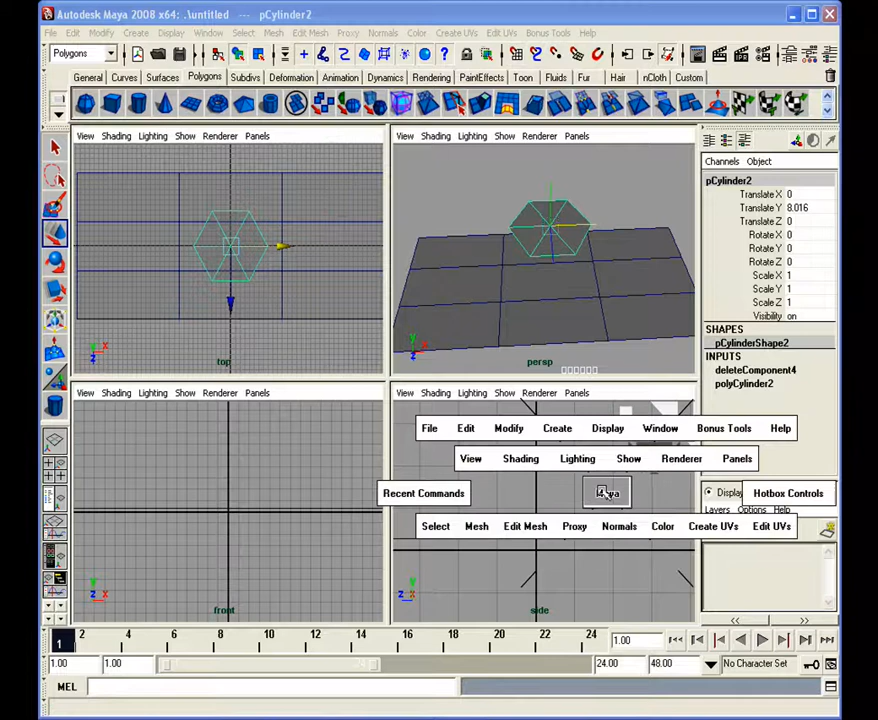 Autodesk Maya 2008 x64: .\untitled --- pCylinder2
File Edit Modify Create Display Window Select Mesh Edit Mesh Proxy Normals Color Create UVs Edit UVs Bonus Tools Help
Polygons
General Curves Surfaces Polygons Subdivs Deformation Animation Dynamics Rendering PaintEffects Toon Fluids Fur Hair nCloth Custom
View Shading Lighting Show Renderer Panels
View Shading Lighting Show Renderer Panels
Channels Object
pCylinder2
Translate X 0
Translate Y 8.016
Translate Z 0
Rotate X 0
Rotate Y 0
Rotate Z 0
Scale X 1
Scale Y 1
Scale Z 1
Visibility on
SHAPES
pCylinderShape2
INPUTS
deleteComponent4
polyCylinder2
z x
top
y
z x
persp
View Shading Lighting Show Renderer Panels
View Shading Lighting Show Renderer Panels
File Edit Modify Create Display Window Bonus Tools Help
View Shading Lighting Show Renderer Panels
Recent Commands
Hotbox Controls
Display
Layers Options Help
Select Mesh Edit Mesh Proxy Normals Color Create UVs Edit UVs
y
z x
front
y
z x
side
<< >>
1 2 4 6 8 10 12 14 16 18 20 22 24
1.00
1.00 1.00 24.00 48.00 No Character Set
MEL